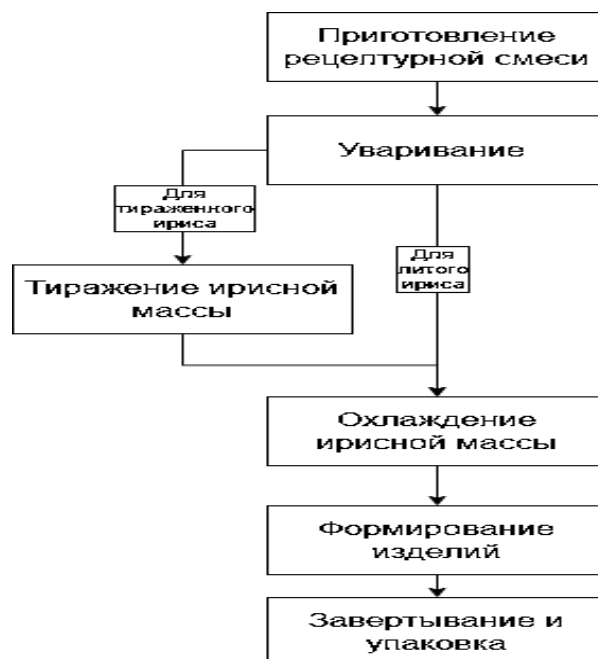 Приготовление
рецептурной смеси
Уваривание
Для
тираженного
ириса
Для
литого
ириса
Тиражение ирисной
массы
Охлаждение
ирисной массы
Формирование
изделий
Завертывание и
упаковка